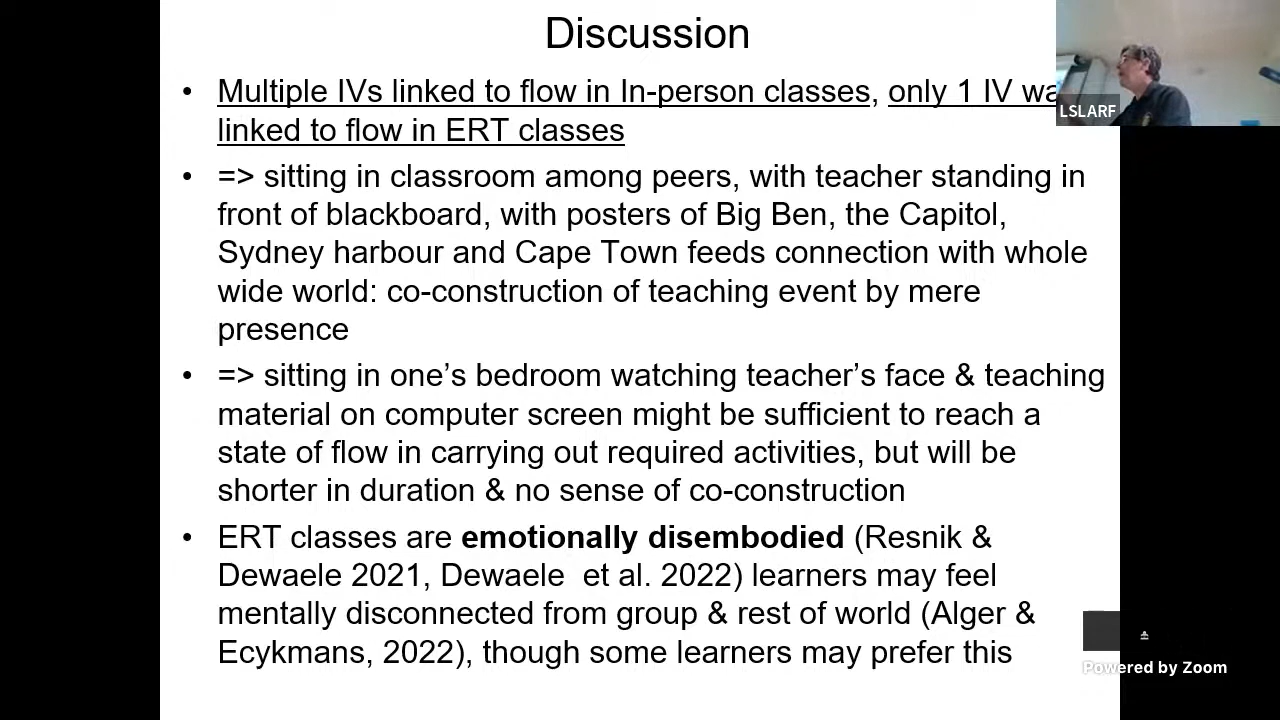 Discussion
• Multiple IVs linked to flow in In-person classes, only 1 IV wa
LSLARF
linked to flow in ERT classes
• => sitting in classroom among peers, with teacher standing in
front of blackboard, with posters of Big Ben, the Capitol,
Sydney harbour and Cape Town feeds connection with whole
wide world: co-construction of teaching event by mere
presence
• => sitting in one’s bedroom watching teacher’s face & teaching
material on computer screen might be sufficient to reach a
state of flow in carrying out required activities, but will be
shorter in duration & no sense of co-construction
• ERT classes are emotionally disembodied (Resnik &
Dewaele 2021, Dewaele  et al. 2022) learners may feel
mentally disconnected from group & rest of world (Alger &
Ecykmans, 2022), though some learners may prefer this
Powered by Zoom